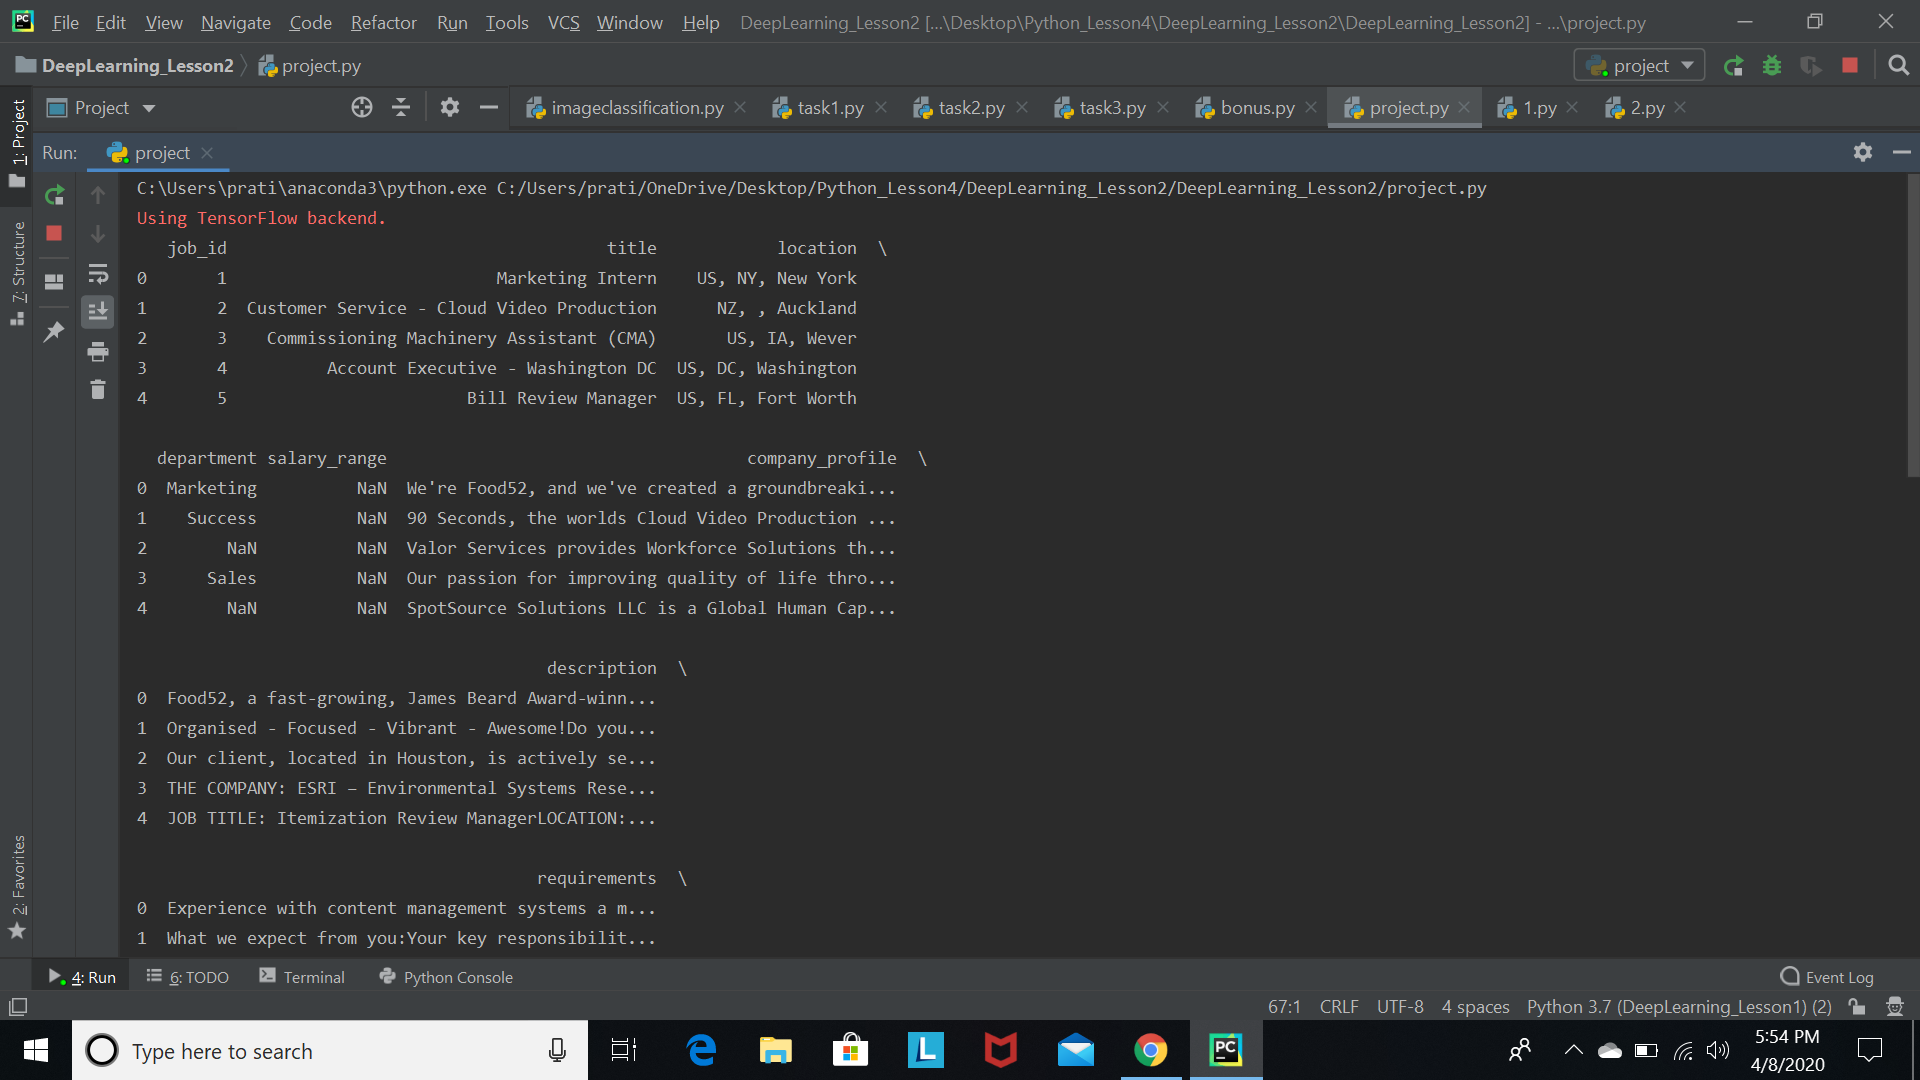 File Edit View Navigate Code Refactor Run Tools VCS Window Help DeepLearning_Lesson2 [...\Desktop\Python_Lesson4\DeepLearning_Lesson2\DeepLearning_Lesson2] - ...\project.py
DeepLearning_Lesson2 project.py project
Project imageclassification.py task1.py task2.py task3.py bonus.py project.py 1.py 2.py
1: Project
7: Structure
2: Favorites
Run: project
C:\Users\prati\anaconda3\python.exe C:/Users/prati/OneDrive/Desktop/Python_Lesson4/DeepLearning_Lesson2/DeepLearning_Lesson2/project.py
Using TensorFlow backend.
job_id title location \
0 1 Marketing Intern US, NY, New York
1 2 Customer Service - Cloud Video Production NZ, , Auckland
2 3 Commissioning Machinery Assistant (CMA) US, IA, Wever
3 4 Account Executive - Washington DC US, DC, Washington
4 5 Bill Review Manager US, FL, Fort Worth
department salary_range company_profile \
0 Marketing NaN We're Food52, and we've created a groundbreaki...
1 Success NaN 90 Seconds, the worlds Cloud Video Production ...
2 NaN NaN Valor Services provides Workforce Solutions th...
3 Sales NaN Our passion for improving quality of life thro...
4 NaN NaN SpotSource Solutions LLC is a Global Human Cap...
description \
0 Food52, a fast-growing, James Beard Award-winn...
1 Organised - Focused - Vibrant - Awesome!Do you...
2 Our client, located in Houston, is actively se...
3 THE COMPANY: ESRI – Environmental Systems Rese...
4 JOB TITLE: Itemization Review ManagerLOCATION:...
requirements \
0 Experience with content management systems a m...
1 What we expect from you:Your key responsibilit...
4: Run 6: TODO Terminal Python Console Event Log
67:1 CRLF UTF-8 4 spaces Python 3.7 (DeepLearning_Lesson1) (2)
Type here to search
5:54 PM
4/8/2020